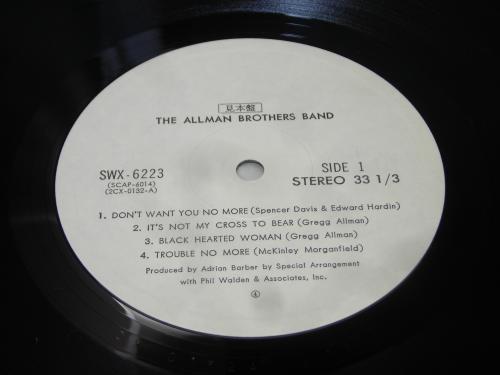 見本盤
THE ALLMAN BROTHERS BAND
SWX-6223
(SCAP-6014)
(2CX-0132-A)
SIDE 1
STEREO 33 1/3
1. DON'T WANT YOU NO MORE (Spencer Davis & Edward Hardin)
2. IT'S NOT MY CROSS TO BEAR (Gregg Allman)
3. BLACK HEARTED WOMAN (Gregg Allman)
4. TROUBLE NO MORE (McKinley Morganfield)
Produced by Adrian Barber by Special Arrangement
with Phil Walden & Associates, Inc.
④